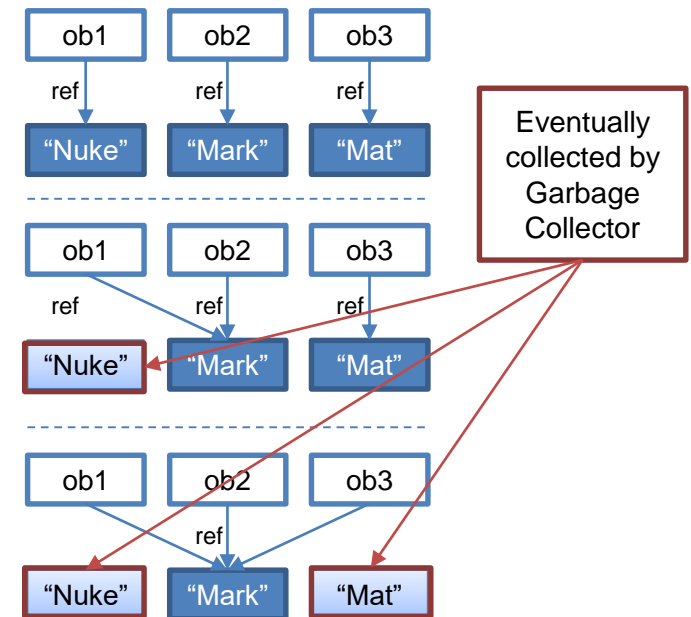 ob1 ob2 ob3
ref ref ref
“Nuke” “Mark” “Mat”
Eventually
collected by
Garbage
Collector
ob1 ob2 ob3
ref ref ref
“Nuke” “Mark” “Mat”
ob1 ob2 ob3
ref
“Nuke” “Mark” “Mat”